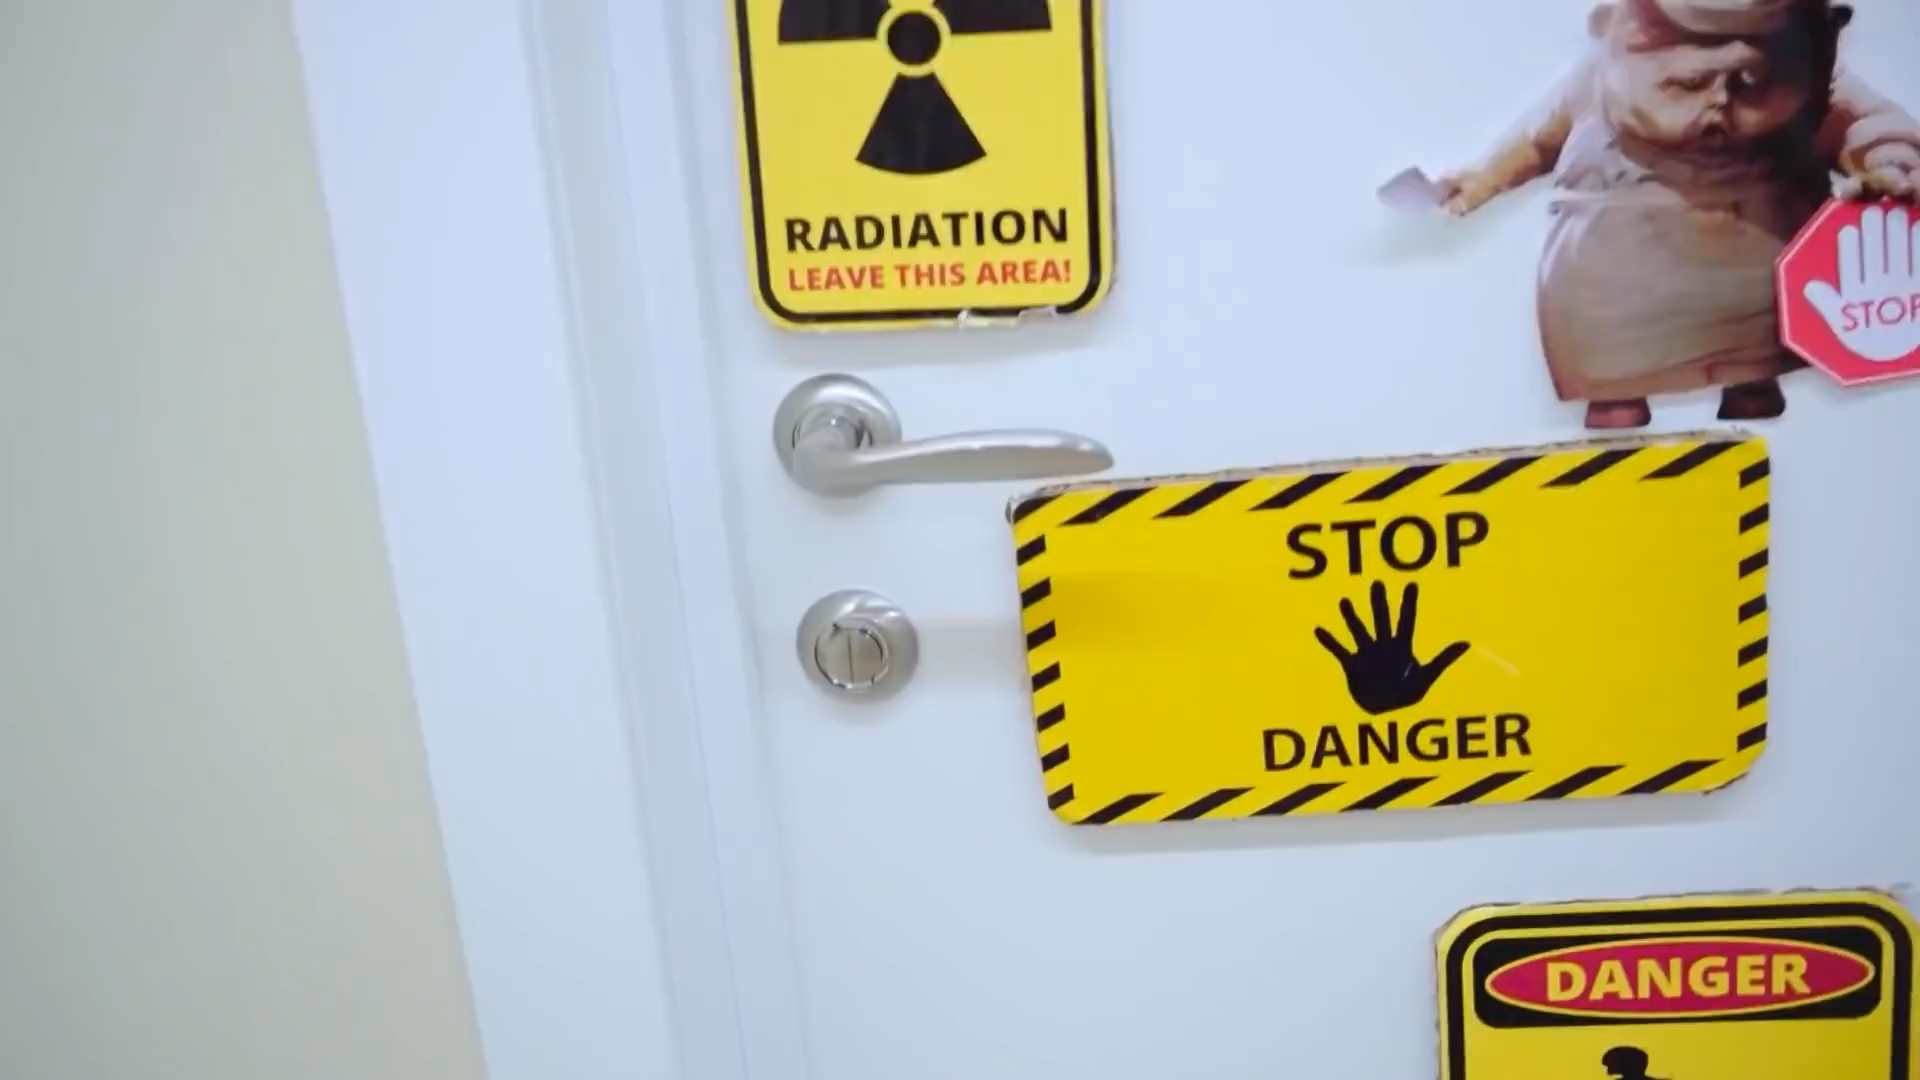 RADIATION
LEAVE THIS AREA!
STOP
STOP
DANGER
DANGER